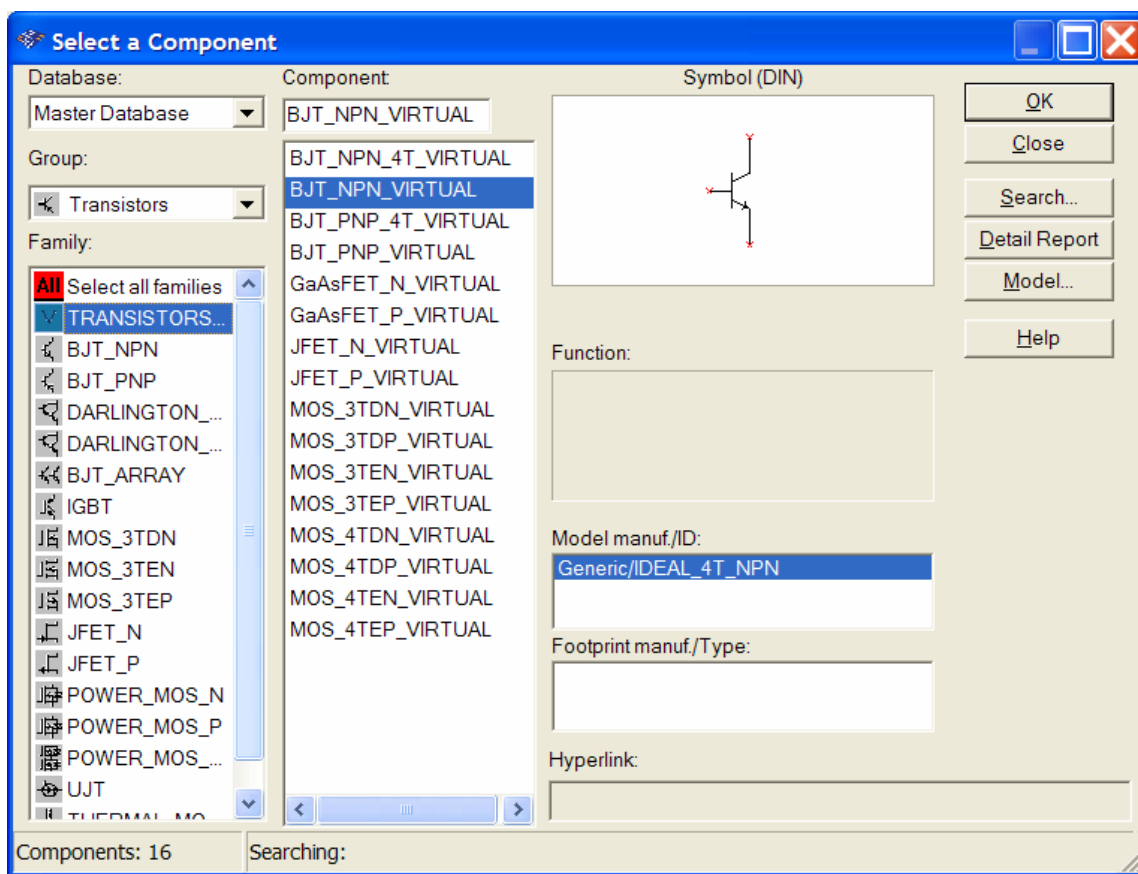 Select a Component
Database:
Master Database
Group:
Transistors
Family:
All Select all families
TRANSISTORS...
BJT_NPN
BJT_PNP
DARLINGTON_...
DARLINGTON_...
BJT_ARRAY
IGBT
MOS_3TDN
MOS_3TEN
MOS_3TEP
JFET_N
JFET_P
POWER_MOS_N
POWER_MOS_P
POWER_MOS_...
UJT
THERMAL_MO
Component:
BJT_NPN_VIRTUAL
BJT_NPN_4T_VIRTUAL
BJT_NPN_VIRTUAL
BJT_PNP_4T_VIRTUAL
BJT_PNP_VIRTUAL
GaAsFET_N_VIRTUAL
GaAsFET_P_VIRTUAL
JFET_N_VIRTUAL
JFET_P_VIRTUAL
MOS_3TDN_VIRTUAL
MOS_3TDP_VIRTUAL
MOS_3TEN_VIRTUAL
MOS_3TEP_VIRTUAL
MOS_4TDN_VIRTUAL
MOS_4TDP_VIRTUAL
MOS_4TEN_VIRTUAL
MOS_4TEP_VIRTUAL
Symbol (DIN)
Function:
Model manuf./ID:
Generic/IDEAL_4T_NPN
Footprint manuf./Type:
Hyperlink:
OK
Close
Search...
Detail Report
Model...
Help
Components: 16
Searching: